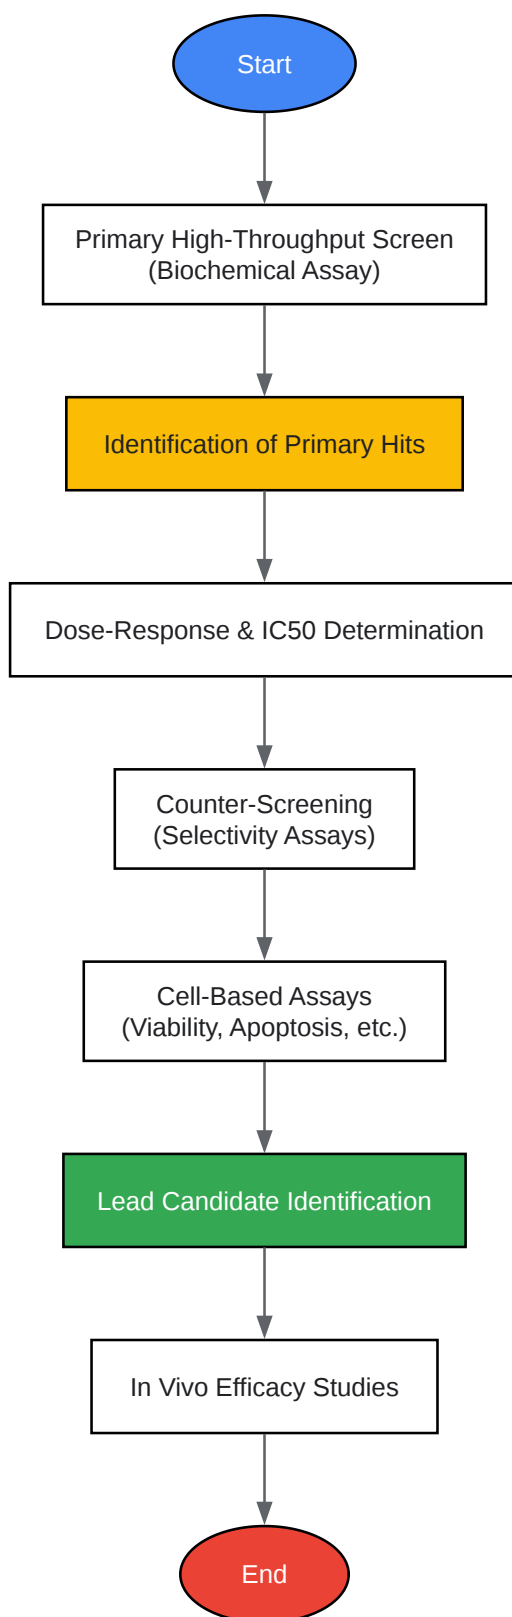 Start
Primary High-Throughput Screen
(Biochemical Assay)
Identification of Primary Hits
Dose-Response & IC50 Determination
Counter-Screening
(Selectivity Assays)
Cell-Based Assays
(Viability, Apoptosis, etc.)
Lead Candidate Identification
In Vivo Efficacy Studies
End